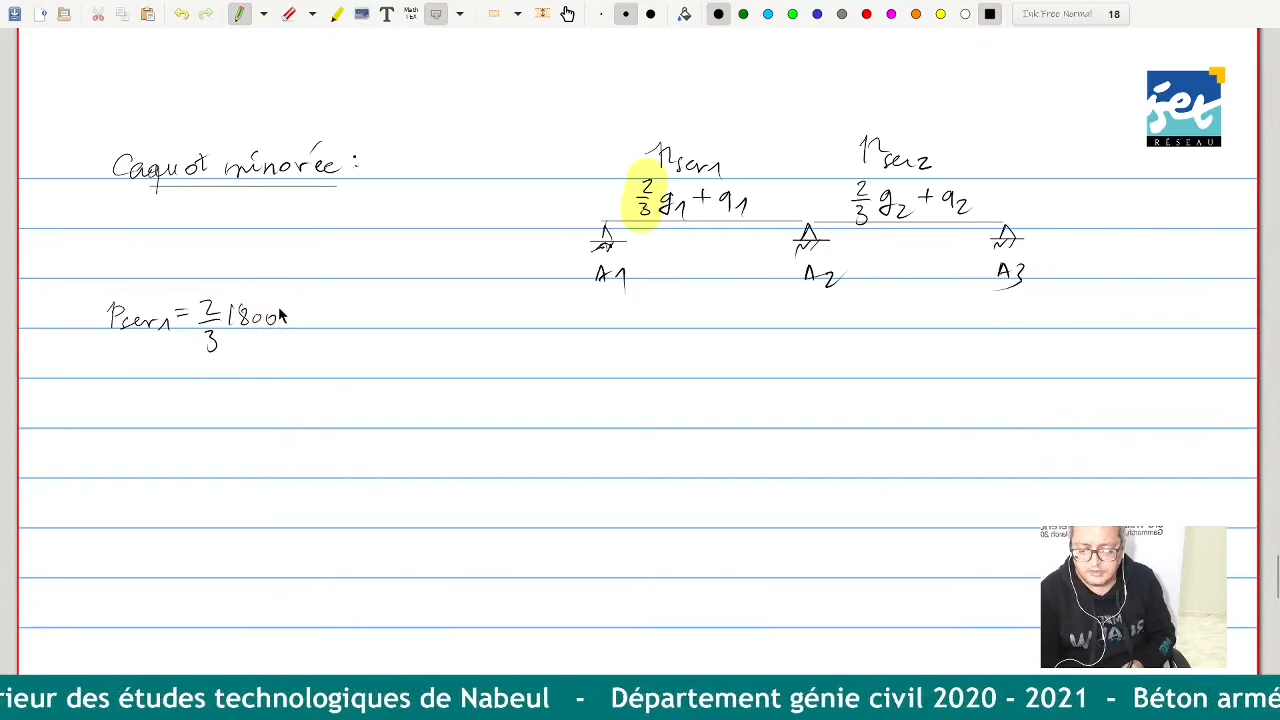 Ink Free Normal 18
iset
RÉSEAU
Caquot minorée :
Pser1 Pser2
2/3 g1 + q1 2/3 g2 + q2
A1 A2 A3
Pser1 = 2/3 1800
rieur des études technologiques de Nabeul - Département génie civil 2020 - 2021 - Béton armé